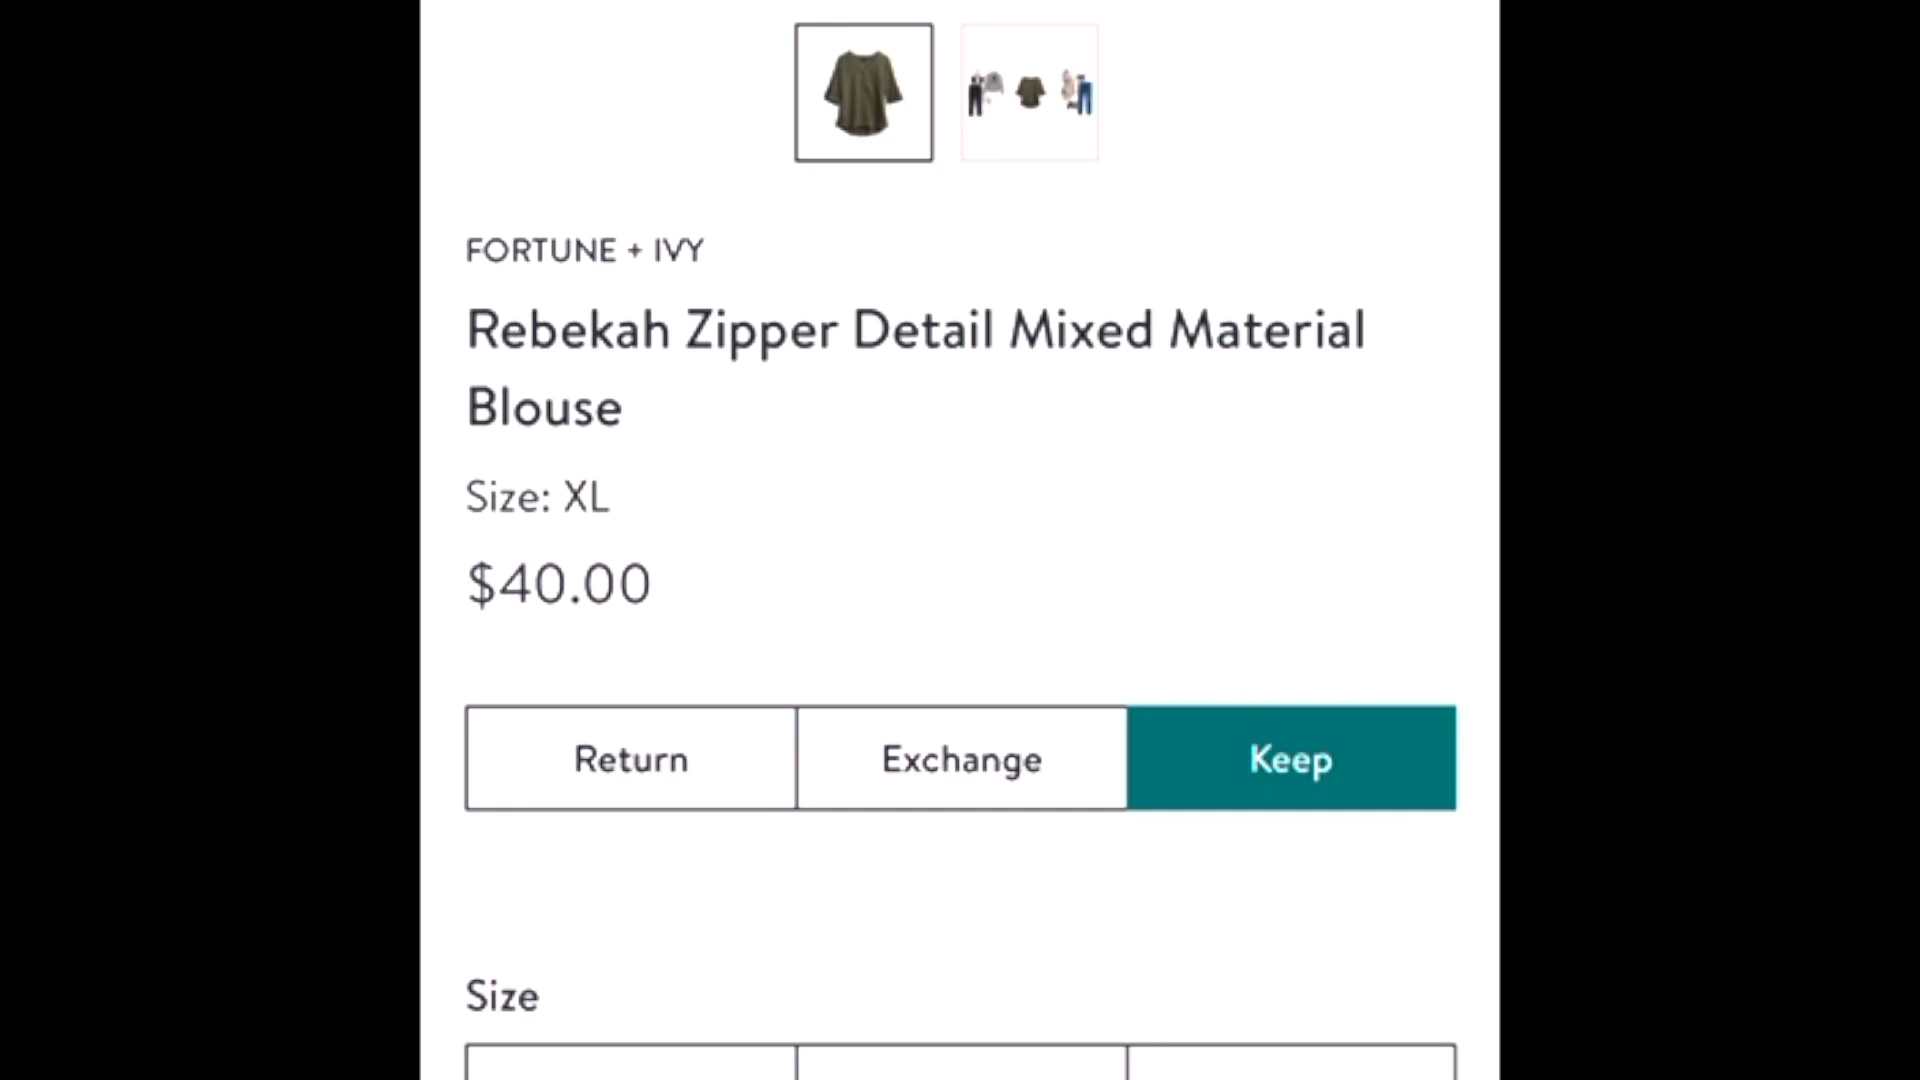 FORTUNE + IVY
Rebekah Zipper Detail Mixed Material
Blouse
Size: XL
$40.00
Return Exchange Keep
Size